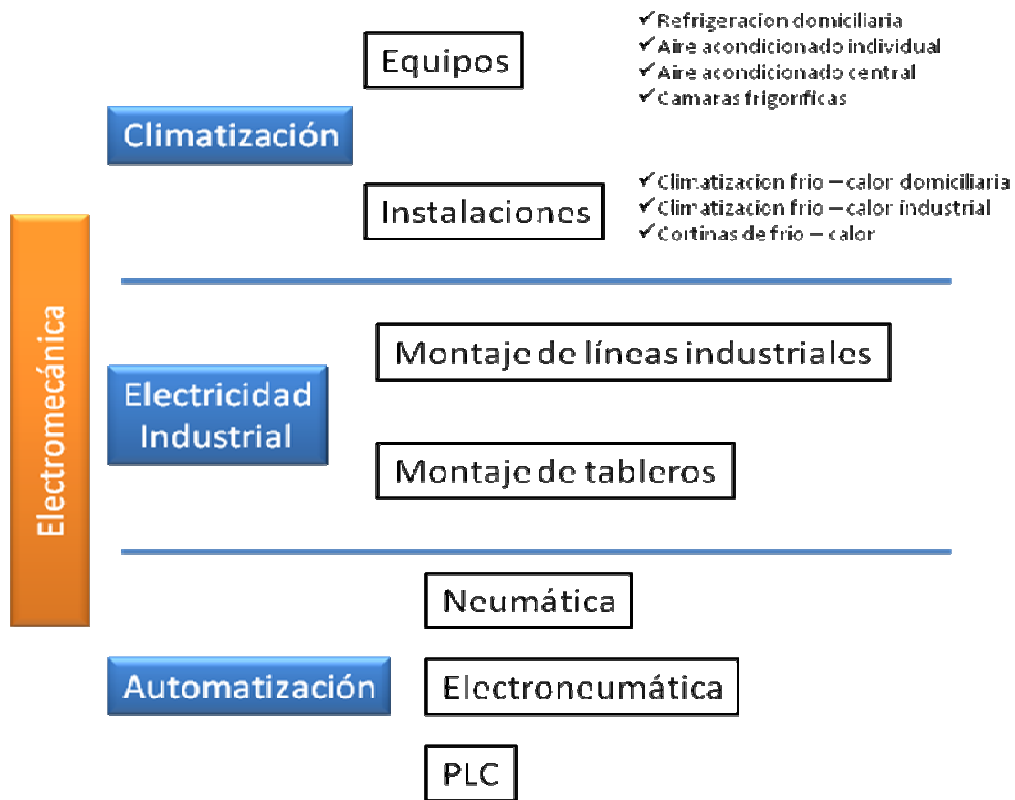 Electromecánica
Climatización
Equipos
✓Refrigeracion domiciliaria
✓Aire acondicionado individual
✓Aire acondicionado central
✓Camaras frigorificas
Instalaciones
✓Climatizacion frio – calor domiciliaria
✓Climatizacion frio – calor industrial
✓Cortinas de frio – calor
Electricidad
Industrial
Montaje de líneas industriales
Montaje de tableros
Automatización
Neumática
Electroneumática
PLC